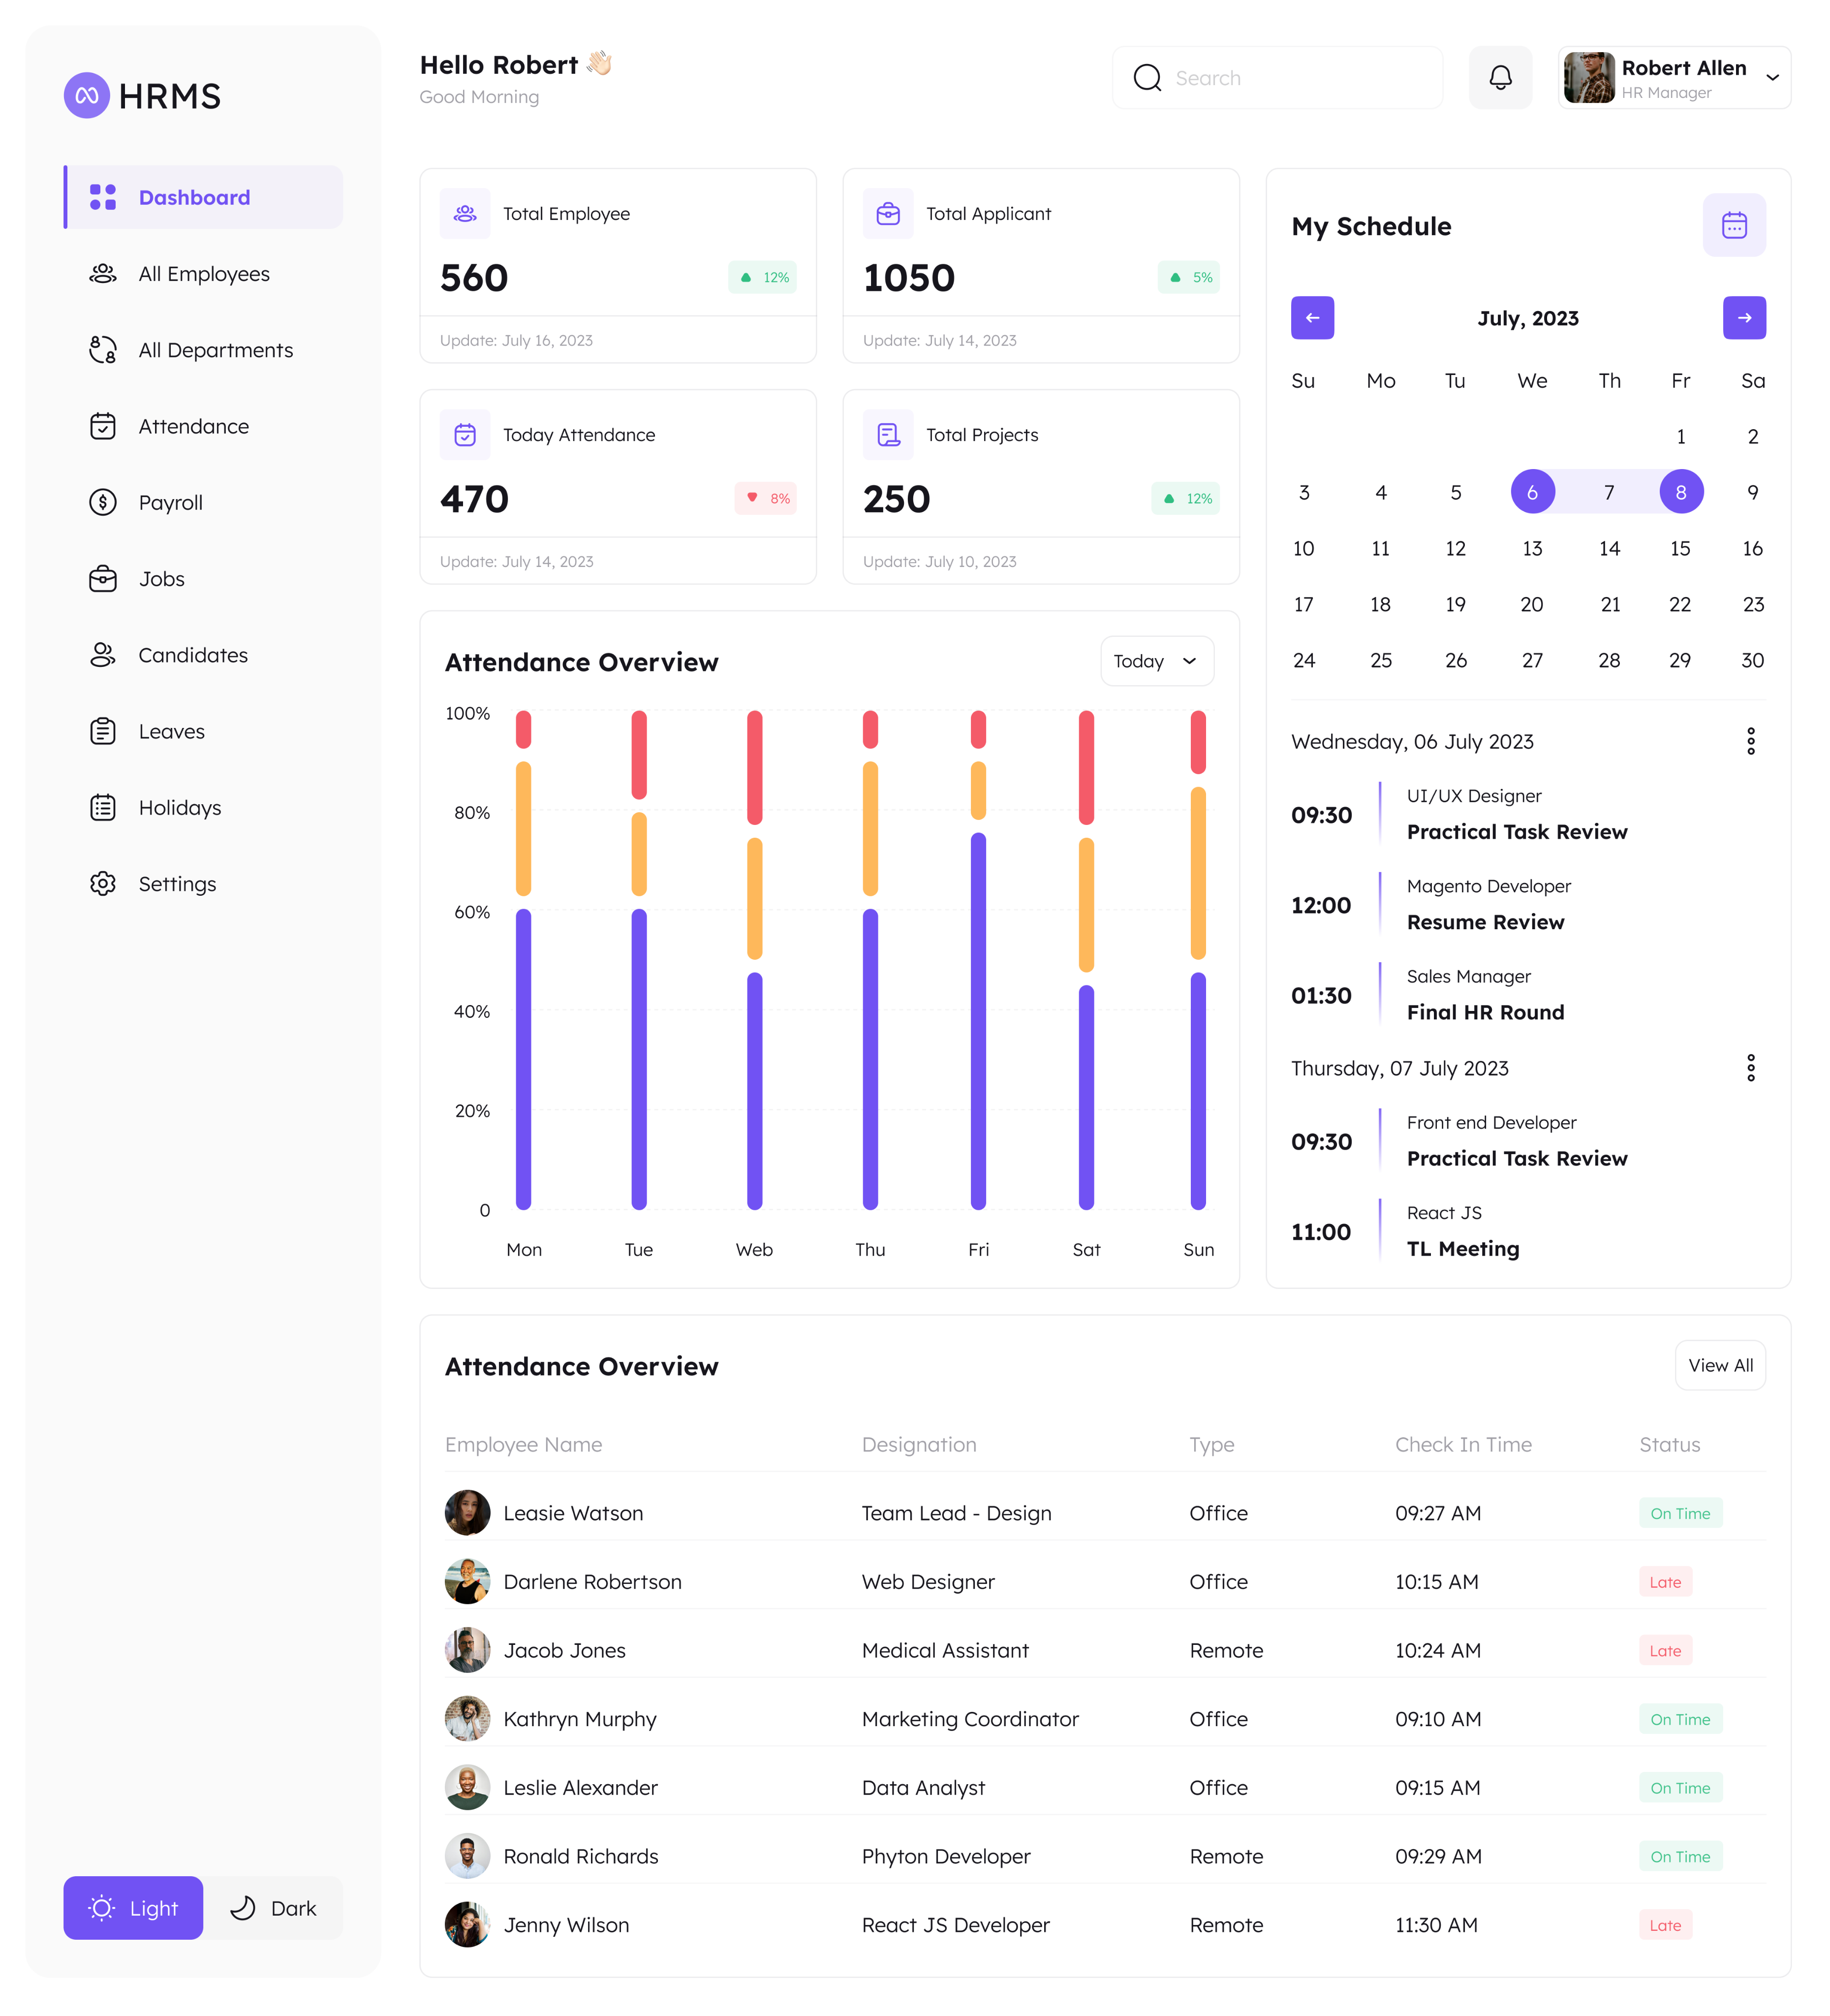 HRMS
Dashboard
All Employees
All Departments
Attendance
Payroll
Jobs
Candidates
Leaves
Holidays
Settings
Light
Dark
Hello Robert 👋🏻
Good Morning
Search
Robert Allen
HR Manager
Total Employee
560
12%
Update: July 16, 2023
Total Applicant
1050
5%
Update: July 14, 2023
Today Attendance
470
8%
Update: July 14, 2023
Total Projects
250
12%
Update: July 10, 2023
Attendance Overview
Today
100%
80%
60%
40%
20%
0
Mon Tue Web Thu Fri Sat Sun
My Schedule
July, 2023
Su Mo Tu We Th Fr Sa
1 2
3 4 5 6 7 8 9
10 11 12 13 14 15 16
17 18 19 20 21 22 23
24 25 26 27 28 29 30
Wednesday, 06 July 2023
09:30
UI/UX Designer
Practical Task Review
12:00
Magento Developer
Resume Review
01:30
Sales Manager
Final HR Round
Thursday, 07 July 2023
09:30
Front end Developer
Practical Task Review
11:00
React JS
TL Meeting
Attendance Overview
View All
Employee Name Designation Type Check In Time Status
Leasie Watson Team Lead - Design Office 09:27 AM On Time
Darlene Robertson Web Designer Office 10:15 AM Late
Jacob Jones Medical Assistant Remote 10:24 AM Late
Kathryn Murphy Marketing Coordinator Office 09:10 AM On Time
Leslie Alexander Data Analyst Office 09:15 AM On Time
Ronald Richards Phyton Developer Remote 09:29 AM On Time
Jenny Wilson React JS Developer Remote 11:30 AM Late